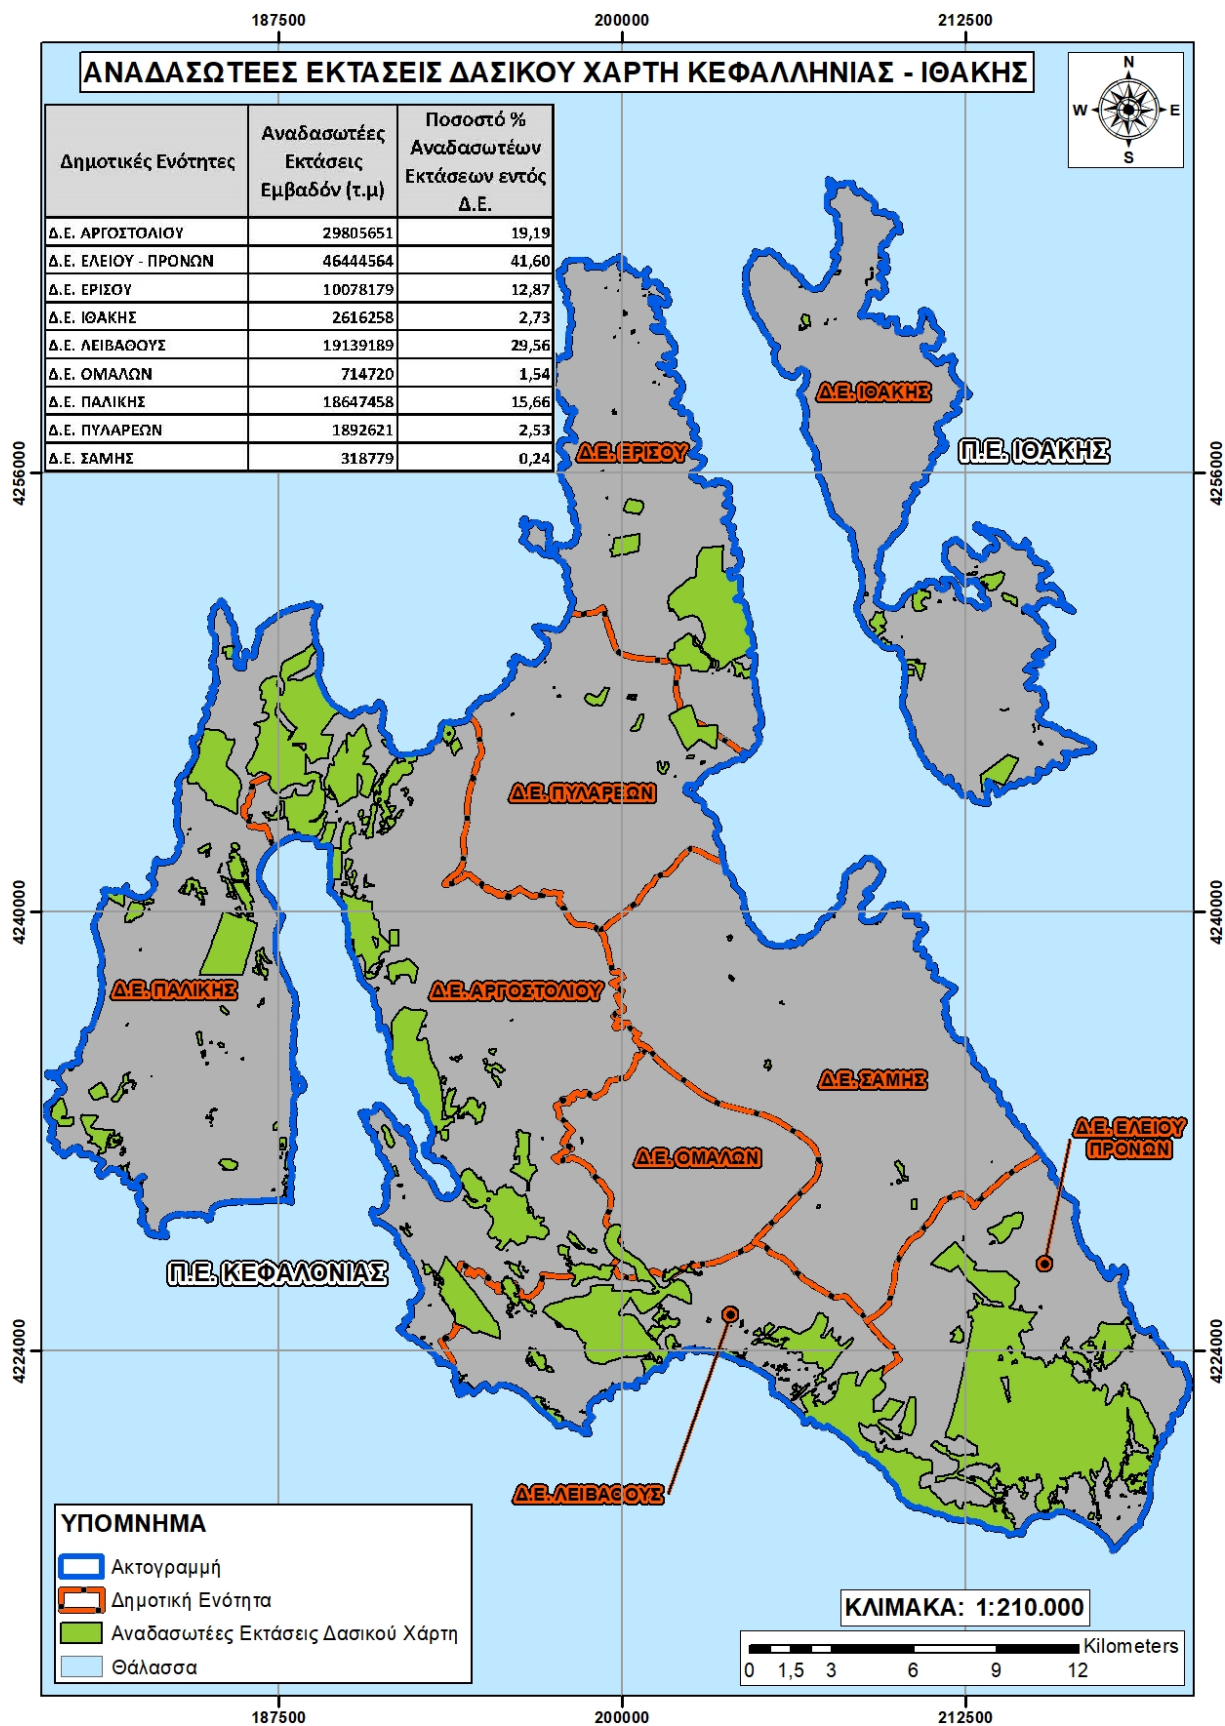 187500
200000
212500
ΑΝΑΔΑΣΩΤΕΕΣ ΕΚΤΑΣΕΙΣ ΔΑΣΙΚΟΥ ΧΑΡΤΗ ΚΕΦΑΛΛΗΝΙΑΣ - ΙΘΑΚΗΣ
N
W
E
S
Δημοτικές Ενότητες
Αναδασωτέες
Εκτάσεις
Εμβαδόν (τ.μ)
Ποσοστό %
Αναδασωτέων
Εκτάσεων εντός
Δ.Ε.
Δ.Ε. ΑΡΓΟΣΤΟΛΙΟΥ 29805651 19,19
Δ.Ε. ΕΛΕΙΟΥ - ΠΡΟΝΩΝ 46444564 41,60
Δ.Ε. ΕΡΙΣΟΥ 10078179 12,87
Δ.Ε. ΙΘΑΚΗΣ 2616258 2,73
Δ.Ε. ΛΕΙΒΑΘΟΥΣ 19139189 29,56
Δ.Ε. ΟΜΑΛΩΝ 714720 1,54
Δ.Ε. ΠΑΛΙΚΗΣ 18647458 15,66
Δ.Ε. ΠΥΛΑΡΕΩΝ 1892621 2,53
Δ.Ε. ΣΑΜΗΣ 318779 0,24
Δ.Ε. ΙΘΑΚΗΣ
Δ.Ε. ΕΡΙΣΟΥ
Π.Ε. ΙΘΑΚΗΣ
4256000
4256000
Δ.Ε. ΠΥΛΑΡΕΩΝ
4240000
4240000
Δ.Ε. ΠΑΛΙΚΗΣ
Δ.Ε. ΑΡΓΟΣΤΟΛΙΟΥ
Δ.Ε. ΣΑΜΗΣ
Δ.Ε. ΕΛΕΙΟΥ
ΠΡΟΝΩΝ
Δ.Ε. ΟΜΑΛΩΝ
Π.Ε. ΚΕΦΑΛΟΝΙΑΣ
4224000
4224000
Δ.Ε. ΛΕΙΒΑΘΟΥΣ
ΥΠΟΜΝΗΜΑ
Ακτογραμμή
Δημοτική Ενότητα
Αναδασωτέες Εκτάσεις Δασικού Χάρτη
Θάλασσα
ΚΛΙΜΑΚΑ: 1:210.000
Kilometers
0 1,5 3 6 9 12
187500
200000
212500